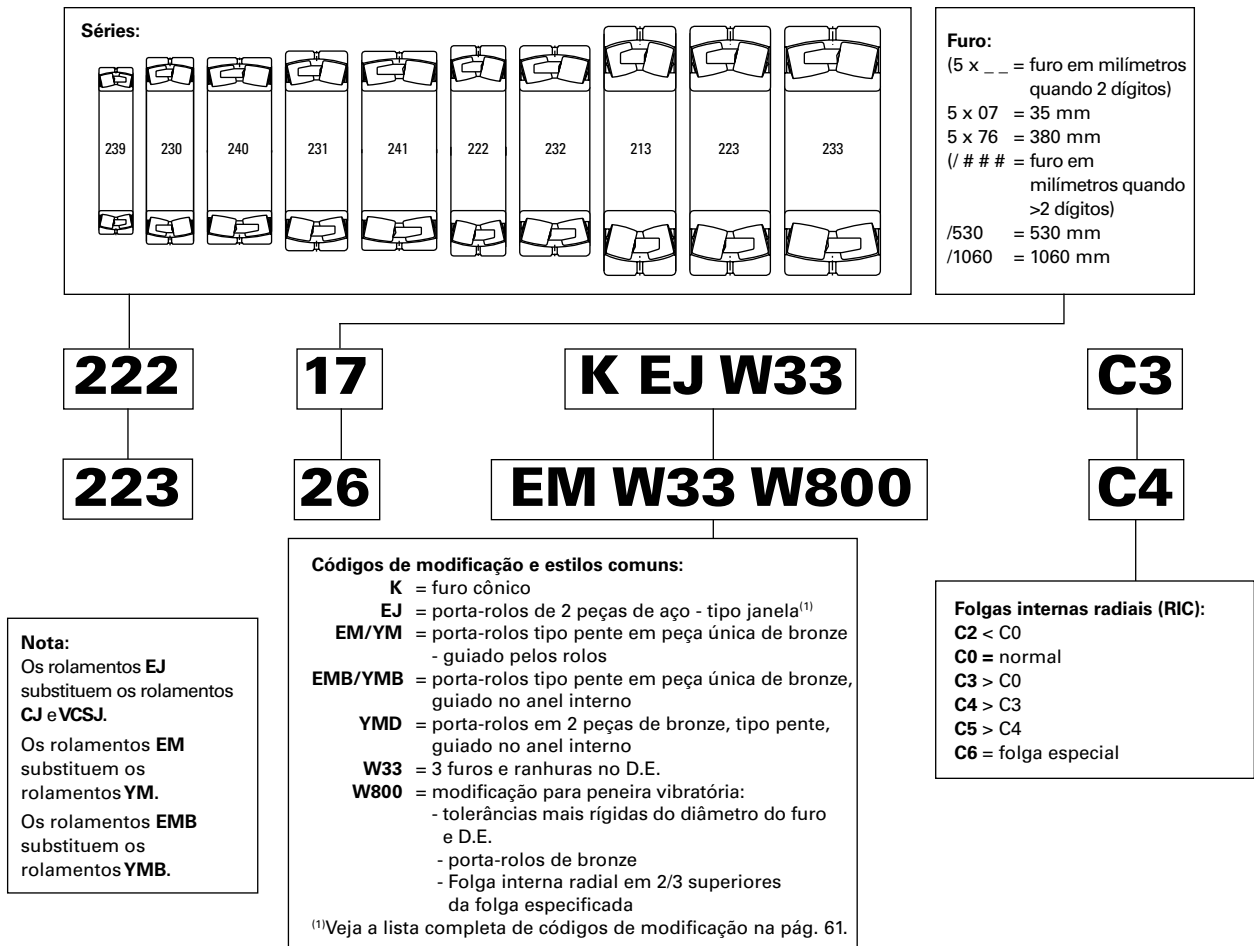 Séries:
239 230 240 231 241 222 232 213 223 233
Furo:
(5 x _ _ = furo em milímetros
quando 2 dígitos)
5 x 07 = 35 mm
5 x 76 = 380 mm
(/ # # # = furo em
milímetros quando
>2 dígitos)
/530 = 530 mm
/1060 = 1060 mm
222 17 K EJ W33 C3
223 26 EM W33 W800 C4
Nota:
Os rolamentos EJ
substituem os rolamentos
CJ e VCSJ.
Os rolamentos EM
substituem os
rolamentos YM.
Os rolamentos EMB
substituem os
rolamentos YMB.
Códigos de modificação e estilos comuns:
K = furo cônico
EJ = porta-rolos de 2 peças de aço - tipo janela(1)
EM/YM = porta-rolos tipo pente em peça única de bronze
- guiado pelos rolos
EMB/YMB = porta-rolos tipo pente em peça única de bronze,
guiado no anel interno
YMD = porta-rolos em 2 peças de bronze, tipo pente,
guiado no anel interno
W33 = 3 furos e ranhuras no D.E.
W800 = modificação para peneira vibratória:
- tolerâncias mais rígidas do diâmetro do furo
e D.E.
- porta-rolos de bronze
- Folga interna radial em 2/3 superiores
da folga especificada
(1)Veja a lista completa de códigos de modificação na pág. 61.
Folgas internas radiais (RIC):
C2 < C0
C0 = normal
C3 > C0
C4 > C3
C5 > C4
C6 = folga especial